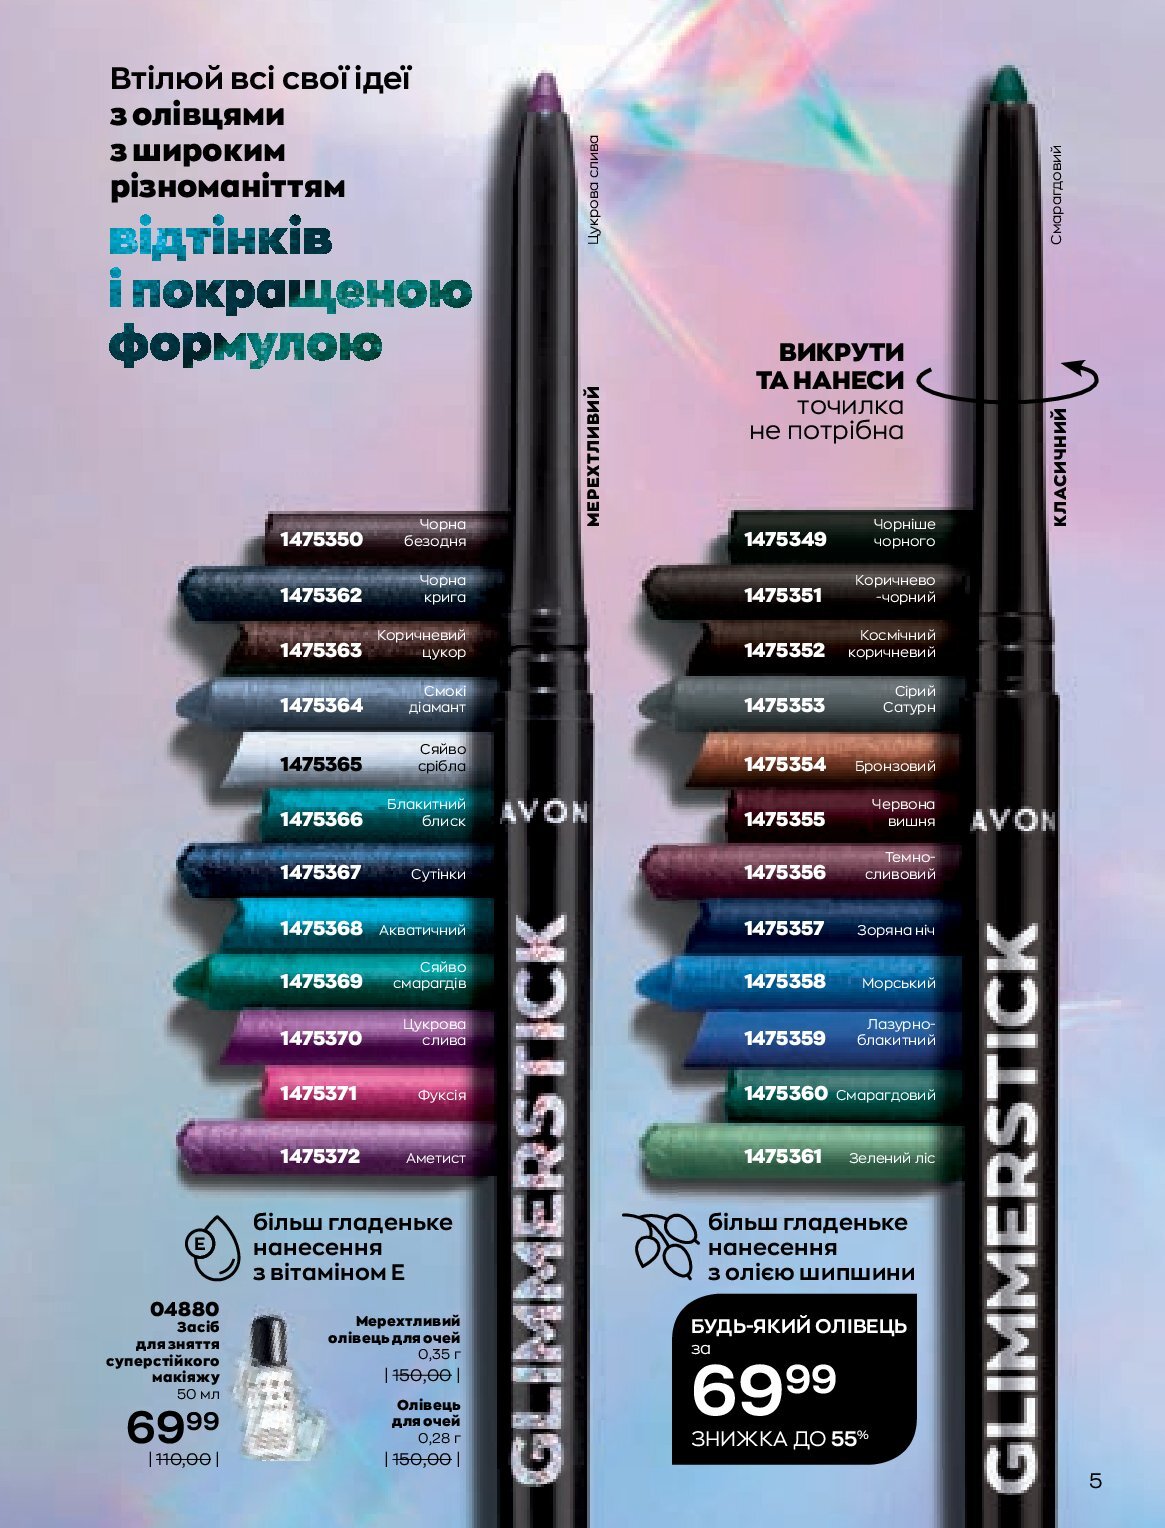 Втілюй всі свої ідеї
з олівцями
з широким
різноманіттям
відтінків
і покращеною
формулою
Цукрова слива
МЕРЕХТЛИВИЙ
Смарагдовий
КЛАСИЧНИЙ
ВИКРУТИ
ТА НАНЕСИ
точилка
не потрібна
1475350 Чорна
безодня
1475362 Чорна
крига
1475363 Коричневий
цукор
1475364 Смокі
діамант
1475365 Сяйво
срібла
1475366 Блакитний
блиск
1475367 Сутінки
1475368 Акватичний
1475369 Сяйво
смарагдів
1475370 Цукрова
слива
1475371 Фуксія
1475372 Аметист
AVON
GLIMMERSTICK
1475349 Чорніше
чорного
1475351 Коричнево
-чорний
1475352 Космічний
коричневий
1475353 Сірий
Сатурн
1475354 Бронзовий
1475355 Червона
вишня
1475356 Темно-
сливовий
1475357 Зоряна ніч
1475358 Морський
1475359 Лазурно-
блакитний
1475360 Смарагдовий
1475361 Зелений ліс
AVON
GLIMMERSTICK
E
більш гладеньке
нанесення
з вітаміном Е
більш гладеньке
нанесення
з олією шипшини
04880
Засіб
для зняття
суперстійкого
макіяжу
50 мл
69⁹⁹
| 110,00 |
Мерехтливий
олівець для очей
0,35 г
| 150,00 |
Олівець
для очей
0,28 г
| 150,00 |
БУДЬ-ЯКИЙ ОЛІВЕЦЬ
за
69⁹⁹
ЗНИЖКА ДО 55%
5